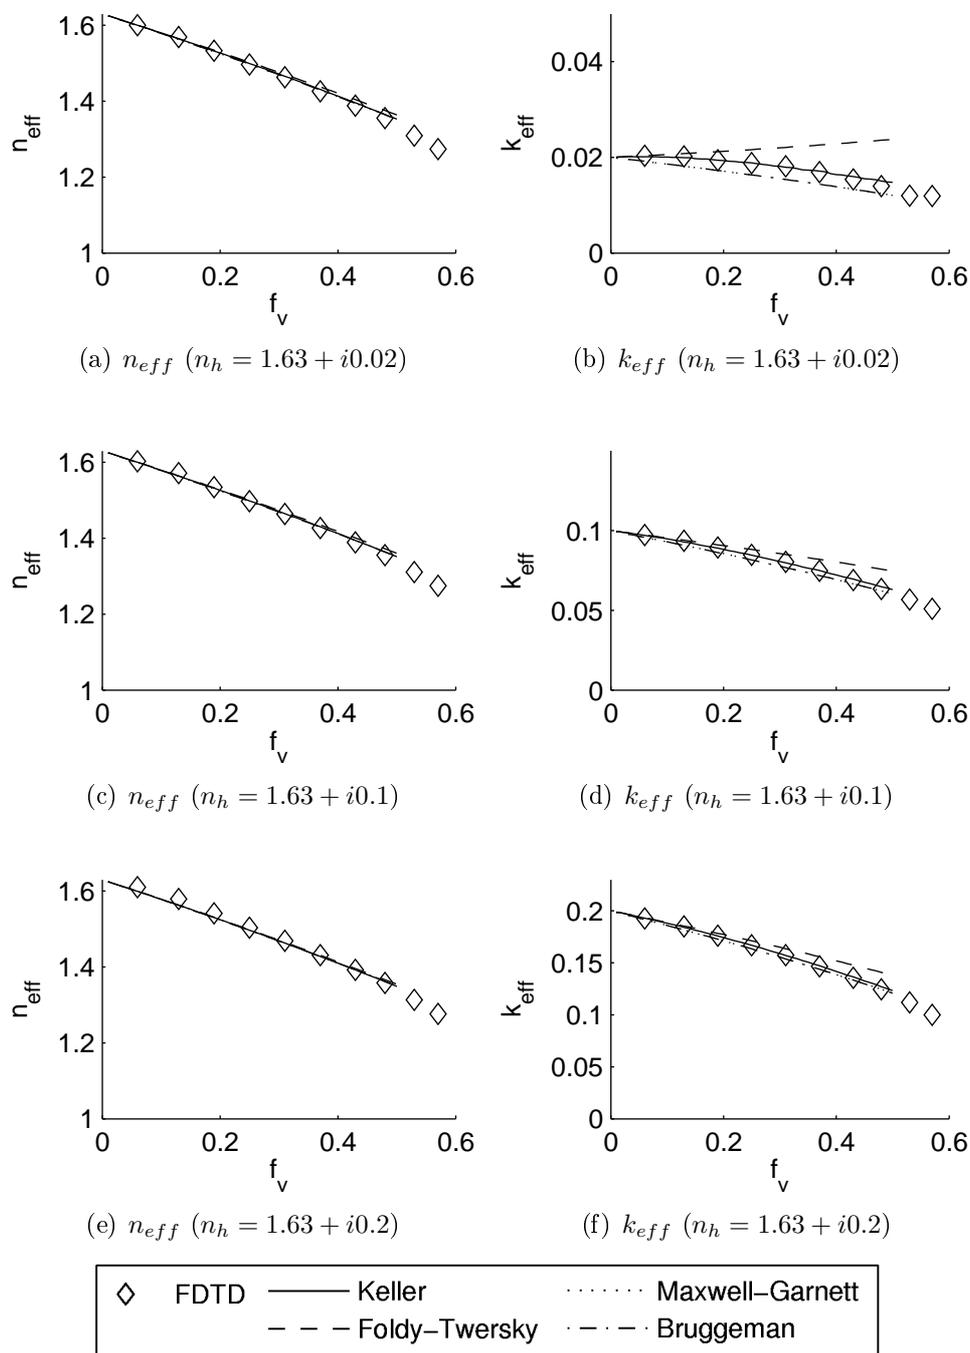 1.6
1.4
1.2
1
n_eff
0 0.2 0.4 0.6
f_v
(a) n_eff (n_h = 1.63 + i0.02)
0.04
0.02
0
k_eff
0 0.2 0.4 0.6
f_v
(b) k_eff (n_h = 1.63 + i0.02)
1.6
1.4
1.2
1
n_eff
0 0.2 0.4 0.6
f_v
(c) n_eff (n_h = 1.63 + i0.1)
0.1
0.05
0
k_eff
0 0.2 0.4 0.6
f_v
(d) k_eff (n_h = 1.63 + i0.1)
1.6
1.4
1.2
1
n_eff
0 0.2 0.4 0.6
f_v
(e) n_eff (n_h = 1.63 + i0.2)
0.2
0.15
0.1
0.05
0
k_eff
0 0.2 0.4 0.6
f_v
(f) k_eff (n_h = 1.63 + i0.2)
FDTD Keller Maxwell–Garnett
Foldy–Twersky Bruggeman